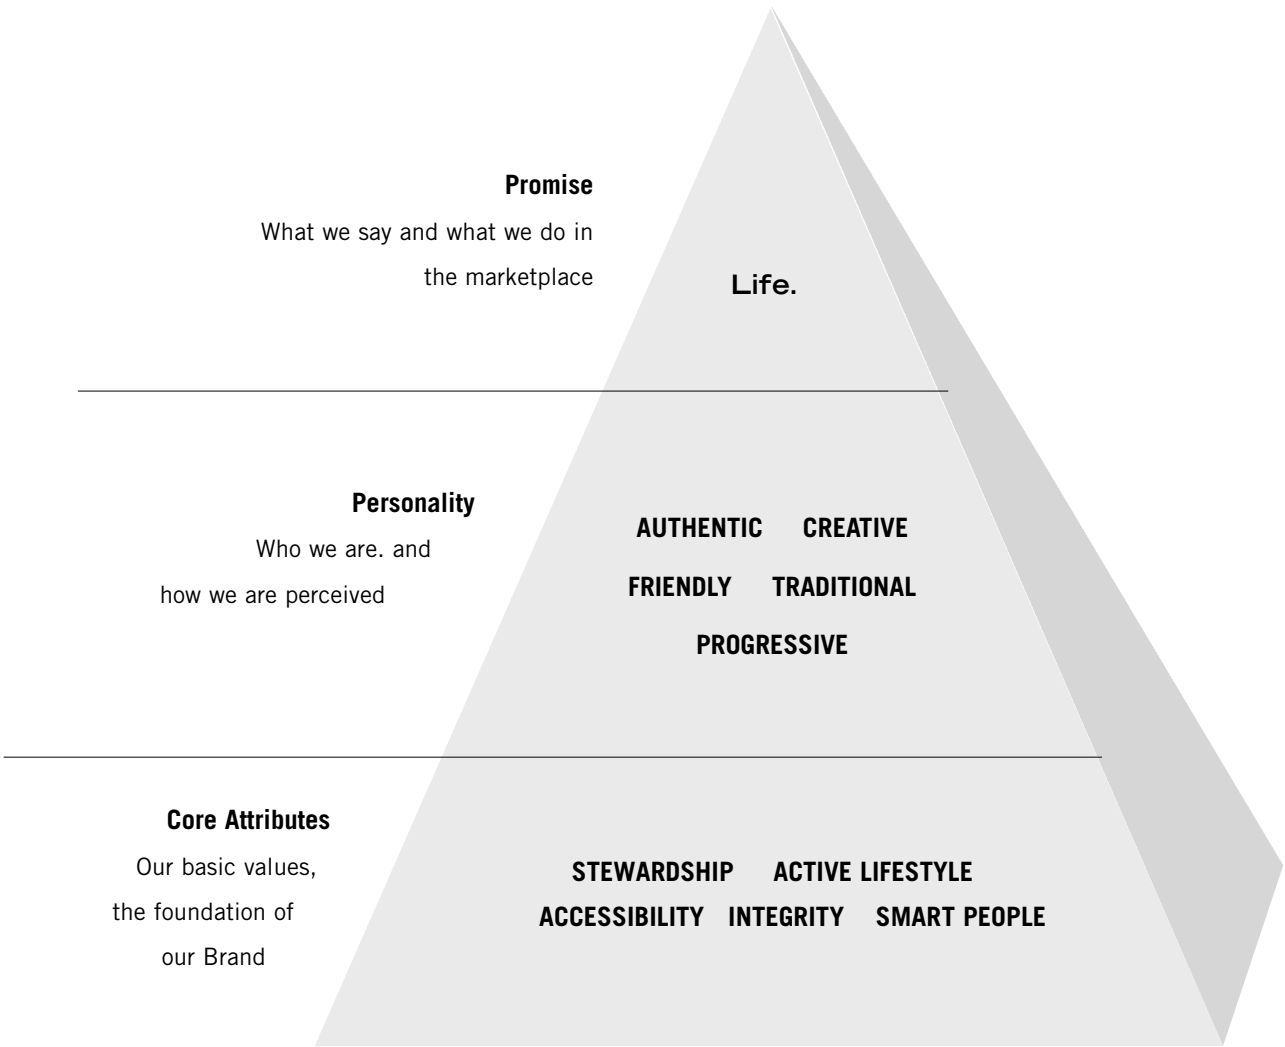 Promise
What we say and what we do in
the marketplace
Life.
Personality
Who we are. and
how we are perceived
AUTHENTIC CREATIVE
FRIENDLY TRADITIONAL
PROGRESSIVE
Core Attributes
Our basic values,
the foundation of
our Brand
STEWARDSHIP ACTIVE LIFESTYLE
ACCESSIBILITY INTEGRITY SMART PEOPLE